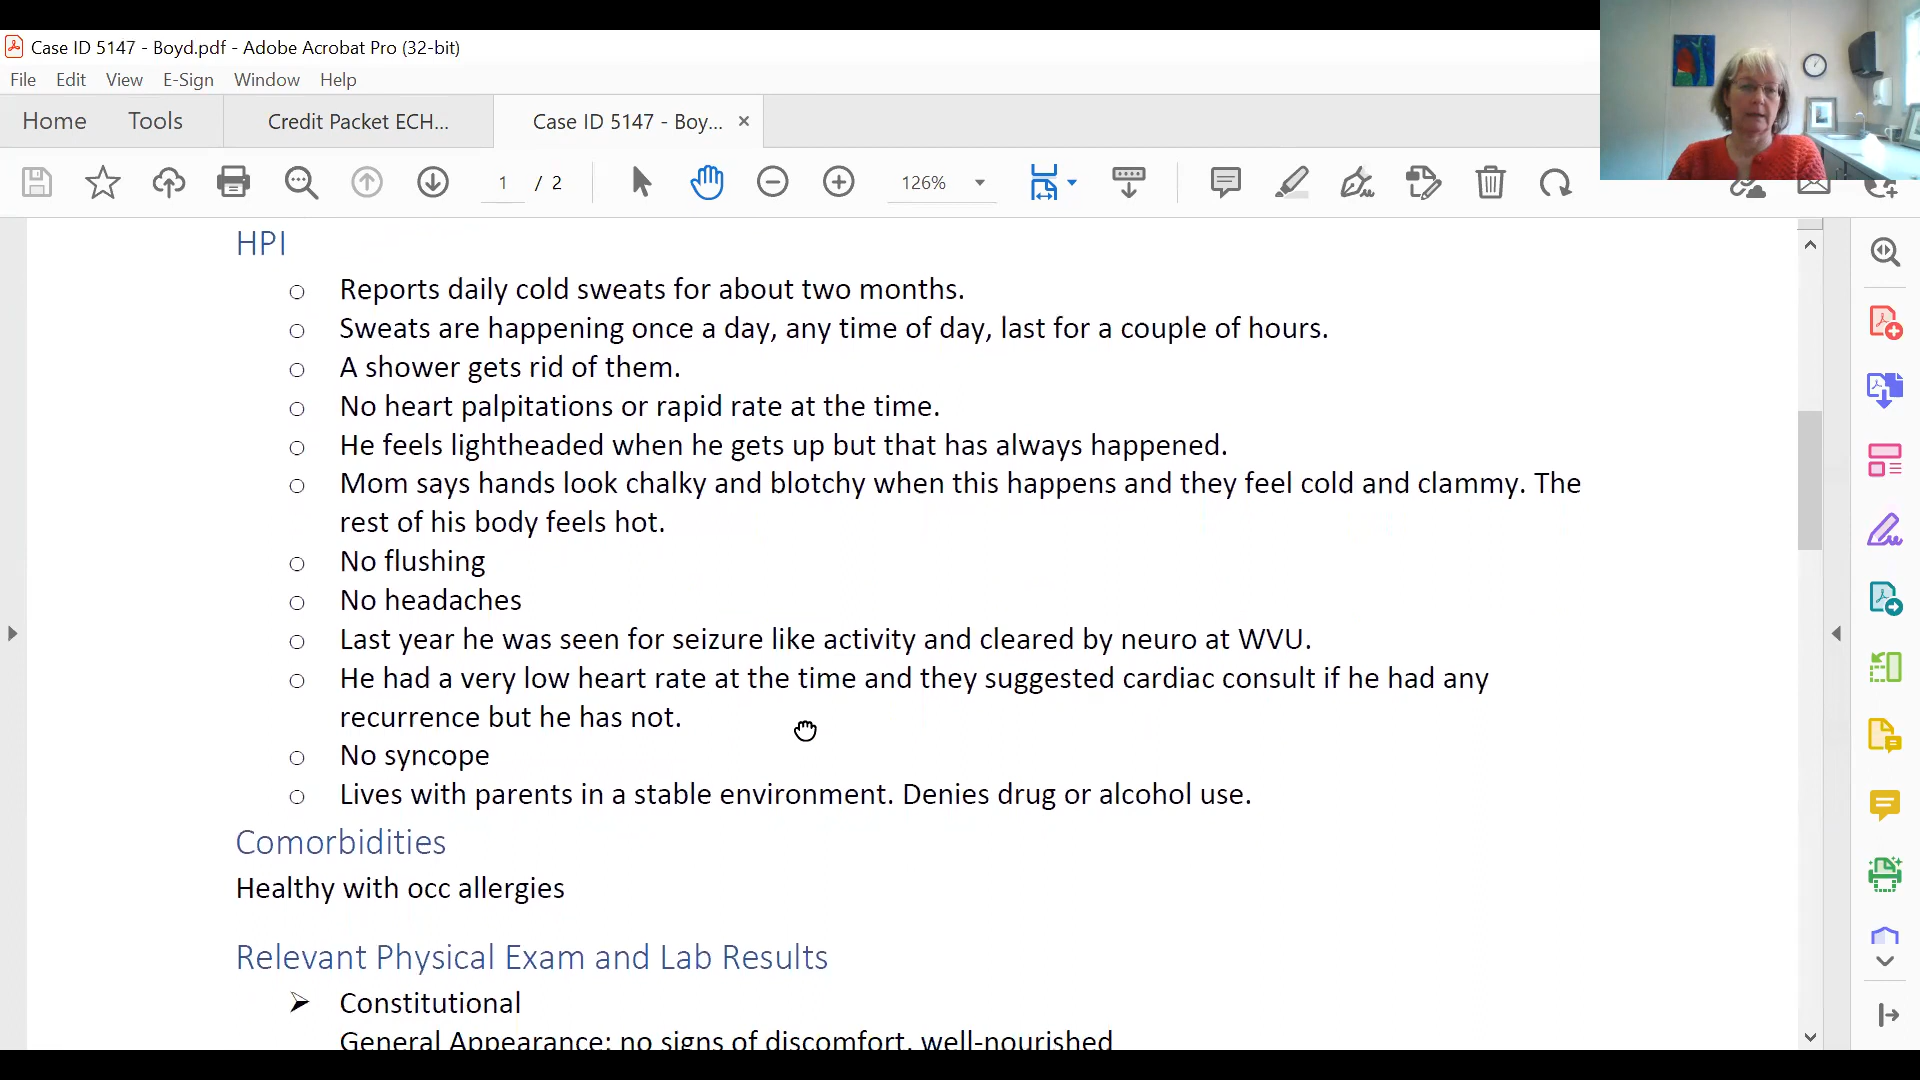 Case ID 5147 - Boyd.pdf - Adobe Acrobat Pro (32-bit)
File Edit View E-Sign Window Help
Home Tools Credit Packet ECH... Case ID 5147 - Boy... ×
1 / 2 126%
HPI
Reports daily cold sweats for about two months.
Sweats are happening once a day, any time of day, last for a couple of hours.
A shower gets rid of them.
No heart palpitations or rapid rate at the time.
He feels lightheaded when he gets up but that has always happened.
Mom says hands look chalky and blotchy when this happens and they feel cold and clammy. The
rest of his body feels hot.
No flushing
No headaches
Last year he was seen for seizure like activity and cleared by neuro at WVU.
He had a very low heart rate at the time and they suggested cardiac consult if he had any
recurrence but he has not.
No syncope
Lives with parents in a stable environment. Denies drug or alcohol use.
Comorbidities
Healthy with occ allergies
Relevant Physical Exam and Lab Results
Constitutional
General Appearance: no signs of discomfort, well-nourished